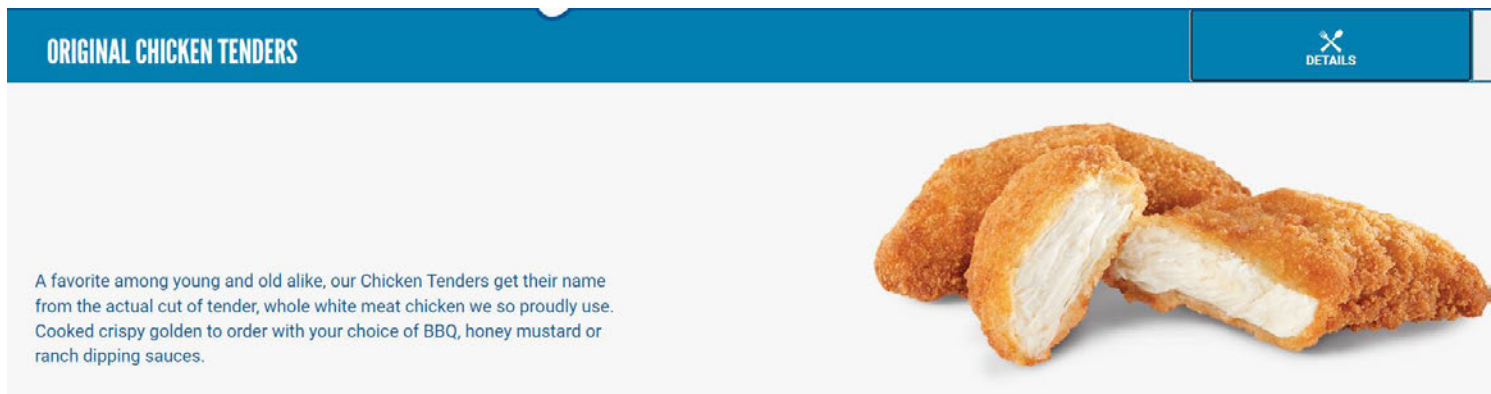 ORIGINAL CHICKEN TENDERS
DETAILS
A favorite among young and old alike, our Chicken Tenders get their name
from the actual cut of tender, whole white meat chicken we so proudly use.
Cooked crispy golden to order with your choice of BBQ, honey mustard or
ranch dipping sauces.